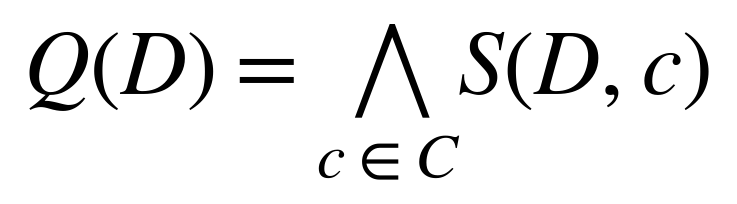 Q(D) = ⋀ S(D, c)
c ∈ C